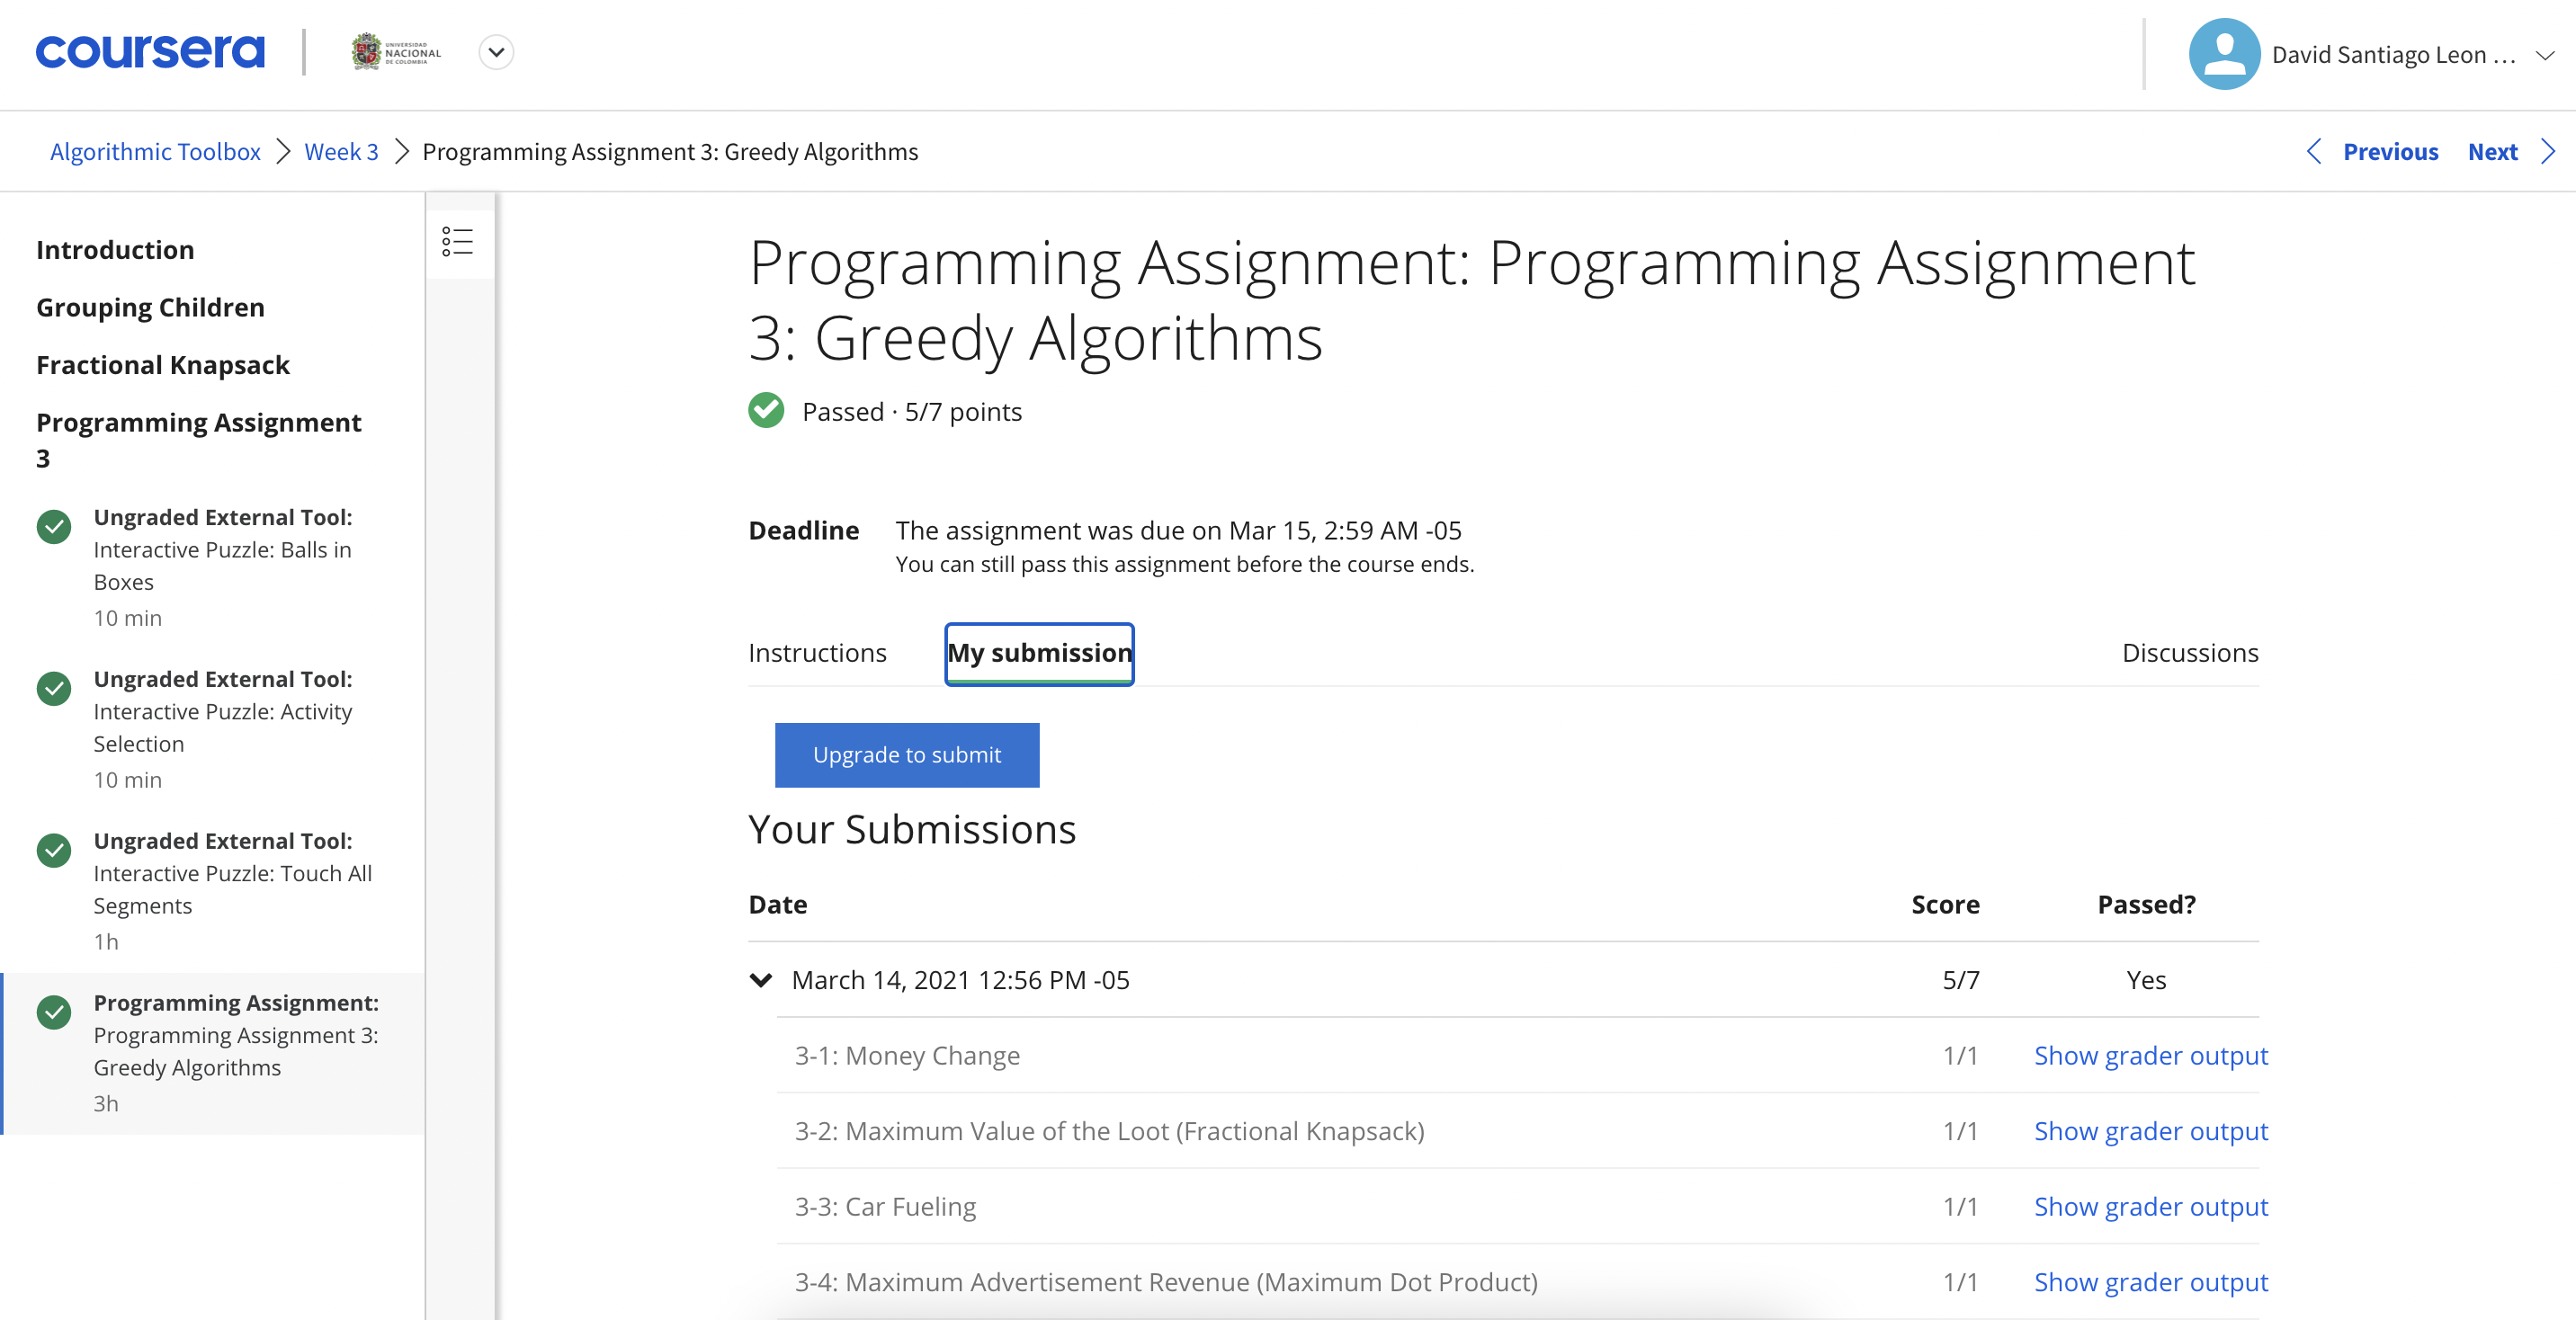 coursera
UNIVERSIDAD
NACIONAL
DE COLOMBIA
David Santiago Leon ...
Algorithmic Toolbox
Week 3
Programming Assignment 3: Greedy Algorithms
Previous
Next
Introduction
Grouping Children
Fractional Knapsack
Programming Assignment
3
Ungraded External Tool:
Interactive Puzzle: Balls in
Boxes
10 min
Ungraded External Tool:
Interactive Puzzle: Activity
Selection
10 min
Ungraded External Tool:
Interactive Puzzle: Touch All
Segments
1h
Programming Assignment:
Programming Assignment 3:
Greedy Algorithms
3h
Programming Assignment: Programming Assignment
3: Greedy Algorithms
Passed · 5/7 points
Deadline The assignment was due on Mar 15, 2:59 AM -05
You can still pass this assignment before the course ends.
Instructions My submission Discussions
Upgrade to submit
Your Submissions
Date Score Passed?
March 14, 2021 12:56 PM -05 5/7 Yes
3-1: Money Change 1/1 Show grader output
3-2: Maximum Value of the Loot (Fractional Knapsack) 1/1 Show grader output
3-3: Car Fueling 1/1 Show grader output
3-4: Maximum Advertisement Revenue (Maximum Dot Product) 1/1 Show grader output